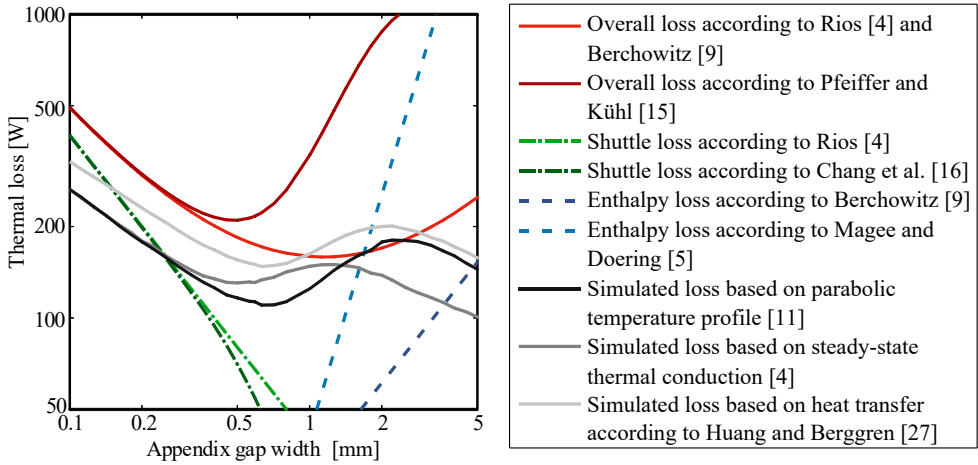 1000
500
200
100
50
Thermal loss [W]
0.1
0.2
0.5
1
2
5
Appendix gap width [mm]
Overall loss according to Rios [4] and
Berchowitz [9]
Overall loss according to Pfeiffer and
Kühl [15]
Shuttle loss according to Rios [4]
Shuttle loss according to Chang et al. [16]
Enthalpy loss according to Berchowitz [9]
Enthalpy loss according to Magee and
Doering [5]
Simulated loss based on parabolic
temperature profile [11]
Simulated loss based on steady-state
thermal conduction [4]
Simulated loss based on heat transfer
according to Huang and Berggren [27]